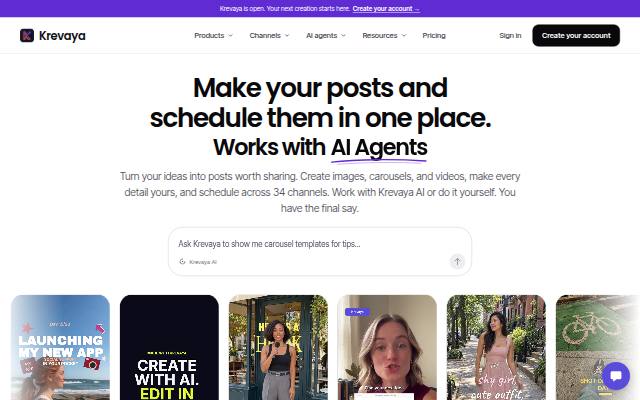 Krevaya is open. Your next creation starts here. Create your account →
Krevaya
Products
Channels
AI agents
Resources
Pricing
Sign in
Create your account
Make your posts and
schedule them in one place.
Works with AI Agents
Turn your ideas into posts worth sharing. Create images, carousels, and videos, make every
detail yours, and schedule across 34 channels. Work with Krevaya AI or do it yourself. You
have the final say.
Ask Krevaya to show me carousel templates for tips...
Krevaya AI
LAUNCHING
MY NEW APP
CREATE
WITH AI.
EDIT IN
shy girl,
cute outfit.